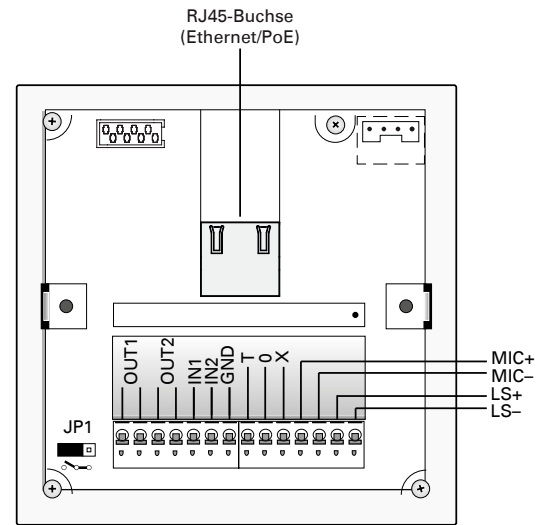 RJ45-Buchse
(Ethernet/PoE)
OUT1
OUT2
IN1
IN2
GND
T
0
X
MIC+
MIC–
LS+
LS–
JP1